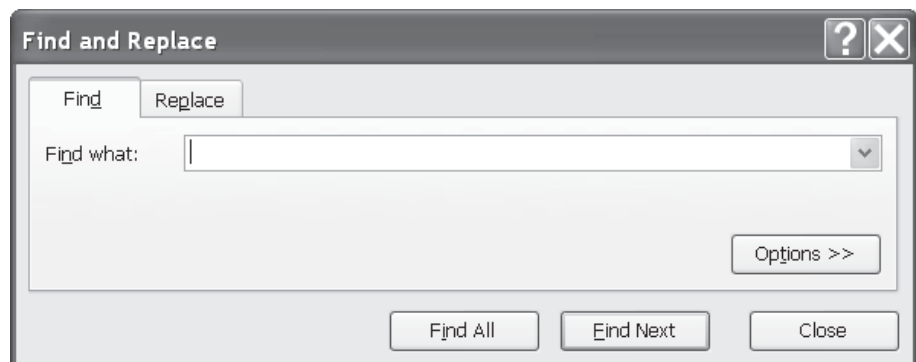 Find and Replace
Find Replace
Find what:
Options >>
Find All Find Next Close